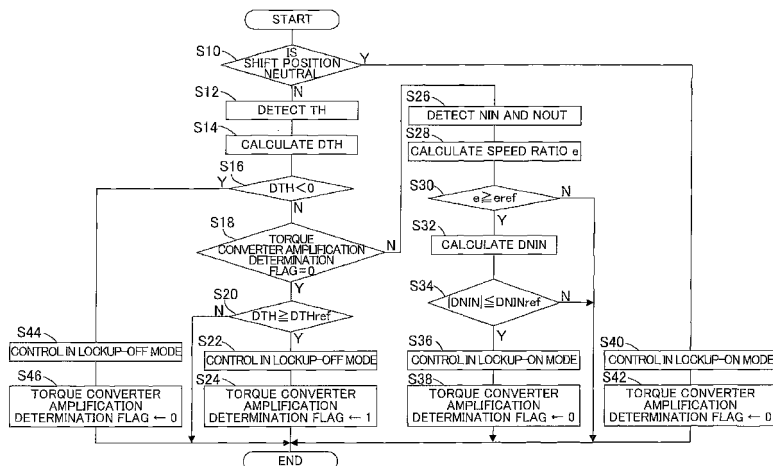 START
S10
IS
SHIFT POSITION
NEUTRAL
Y
N
S12
DETECT TH
S14
CALCULATE DTH
S16
Y
DTH<0
N
S18
TORQUE
CONVERTER AMPLIFICATION
DETERMINATION
FLAG=0
N
Y
S20
N
DTH≧DTHref
Y
S22
CONTROL IN LOCKUP-OFF MODE
S24
TORQUE CONVERTER
AMPLIFICATION
DETERMINATION FLAG ← 1
S44
CONTROL IN LOCKUP-OFF MODE
S46
TORQUE CONVERTER
AMPLIFICATION
DETERMINATION FLAG ← 0
S26
DETECT NIN AND NOUT
S28
CALCULATE SPEED RATIO e
S30
e≧eref
N
Y
S32
CALCULATE DNIN
S34
|DNIN|≦DNINref
N
Y
S36
CONTROL IN LOCKUP-ON MODE
S38
TORQUE CONVERTER
AMPLIFICATION
DETERMINATION FLAG ← 0
S40
CONTROL IN LOCKUP-ON MODE
S42
TORQUE CONVERTER
AMPLIFICATION
DETERMINATION FLAG ← 0
END